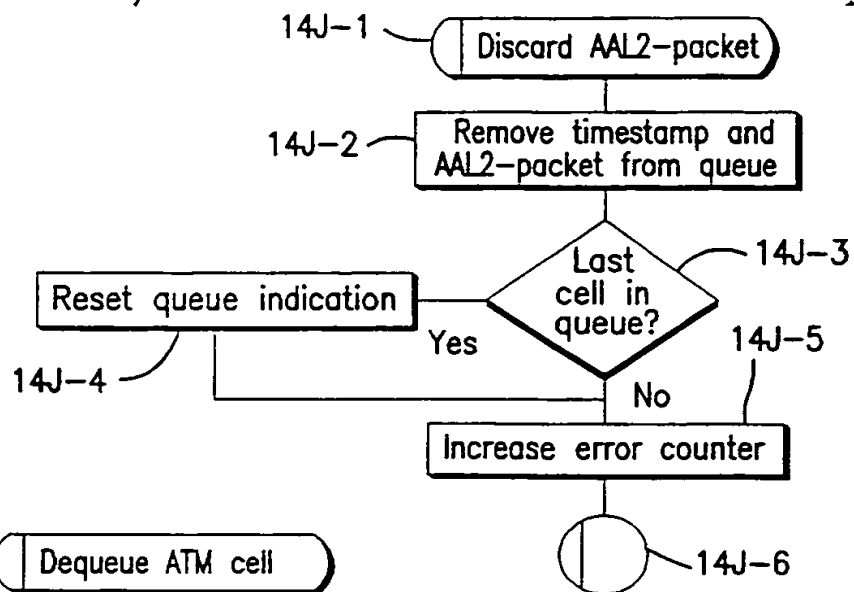 14J-1
Discard AAL2-packet
14J-2
Remove timestamp and
AAL2-packet from queue
Last
cell in
queue?
14J-3
Reset queue indication
Yes
14J-4
14J-5
No
Increase error counter
Dequeue ATM cell
14J-6